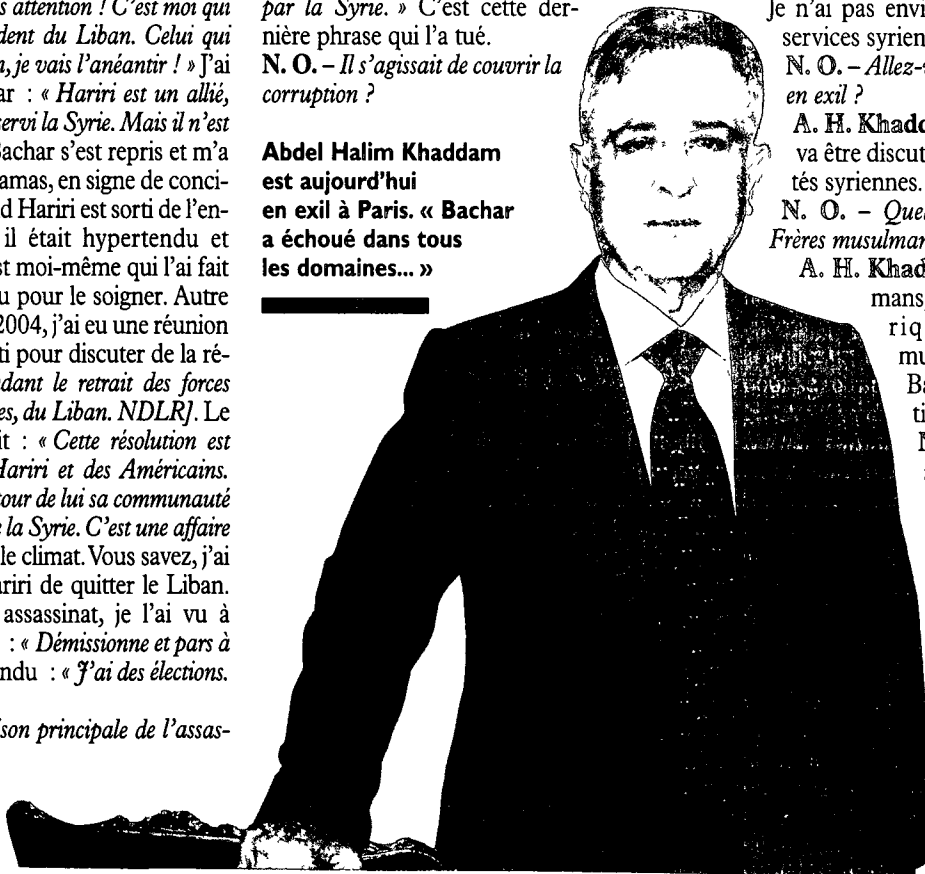 s attention ! C'est moi qui
dent du Liban. Celui qui
n, je vais l'anéantir ! » J'ai
ar : « Hariri est un allié,
servi la Syrie. Mais il n'est
Bachar s'est repris et m'a
amas, en signe de conci-
d Hariri est sorti de l'en-
il était hypertendu et
st moi-même qui l'ai fait
u pour le soigner. Autre
2004, j'ai eu une réunion
ti pour discuter de la ré-
ndant le retrait des forces
es, du Liban. NDLR]. Le
it : « Cette résolution est
Hariri et des Américains.
tour de lui sa communauté
e la Syrie. C'est une affaire
le climat. Vous savez, j'ai
ariri de quitter le Liban.
assassinat, je l'ai vu à
: « Démissionne et pars à
ndu : « J'ai des élections.
son principale de l'assas-
par la Syrie. » C'est cette der-
nière phrase qui l'a tué.
N. O. – Il s'agissait de couvrir la
corruption ?
Abdel Halim Khaddam
est aujourd'hui
en exil à Paris. « Bachar
a échoué dans tous
les domaines... »
Je n'ai pas envi
services syrien
N. O. – Allez-
en exil ?
A. H. Khadd
va être discut
tés syriennes.
N. O. – Que
Frères musulman
A. H. Khad
mans,
riq
mu
Ba
ti
N